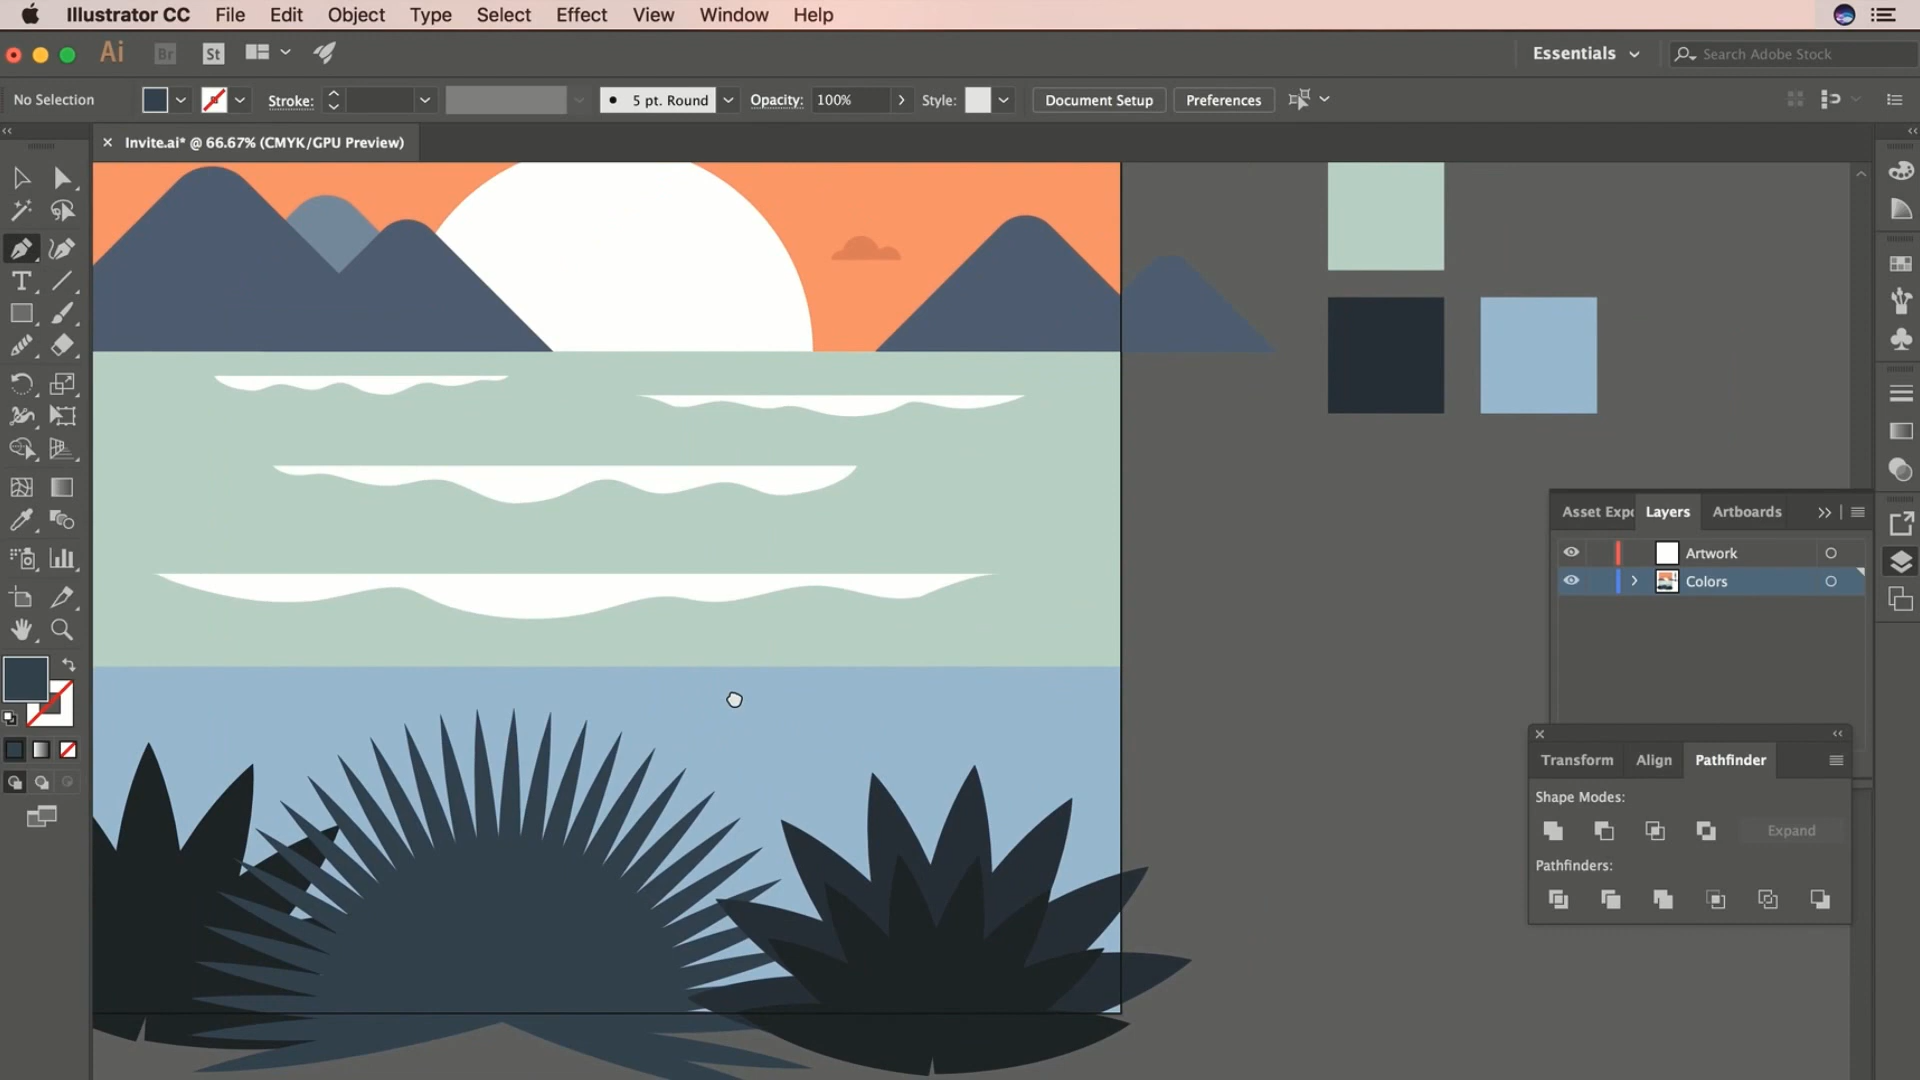 Illustrator CC File Edit Object Type Select Effect View Window Help
Ai Br St Essentials Search Adobe Stock
No Selection Stroke: 5 pt. Round Opacity: 100% Style: Document Setup Preferences
Invite.ai* @ 66.67% (CMYK/GPU Preview)
Asset Expo Layers Artboards
Artwork
Colors
Transform Align Pathfinder
Shape Modes:
Expand
Pathfinders: